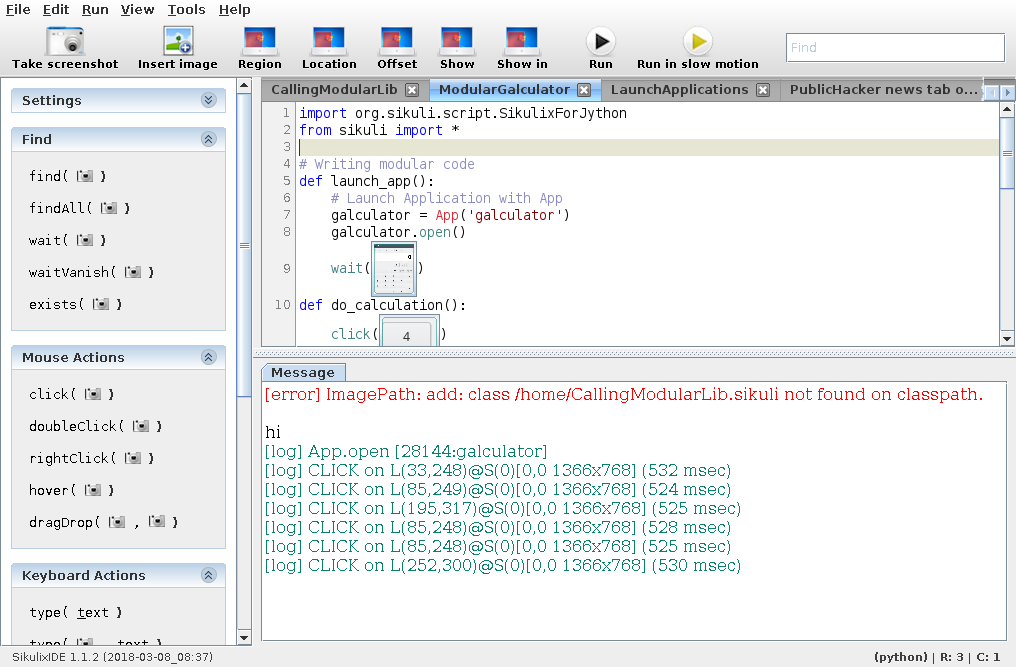 File Edit Run View Tools Help
Take screenshot Insert image Region Location Offset Show Show in Run Run in slow motion Find
Settings
Find
find( )
findAll( )
wait( )
waitVanish( )
exists( )
Mouse Actions
click( )
doubleClick( )
rightClick( )
hover( )
dragDrop( , )
Keyboard Actions
type( text )
type( , text )
CallingModularLib ModularGalculator LaunchApplications PublicHacker news tab o...
1 import org.sikuli.script.SikulixForJython
2 from sikuli import *
3
4 # Writing modular code
5 def launch_app():
6 # Launch Application with App
7 galculator = App('galculator')
8 galculator.open()
9 wait( )
10 def do_calculation():
click( 4 )
Message
[error] ImagePath: add: class /home/CallingModularLib.sikuli not found on classpath.
hi
[log] App.open [28144:galculator]
[log] CLICK on L(33,248)@S(0)[0,0 1366x768] (532 msec)
[log] CLICK on L(85,249)@S(0)[0,0 1366x768] (524 msec)
[log] CLICK on L(195,317)@S(0)[0,0 1366x768] (525 msec)
[log] CLICK on L(85,248)@S(0)[0,0 1366x768] (528 msec)
[log] CLICK on L(85,248)@S(0)[0,0 1366x768] (525 msec)
[log] CLICK on L(252,300)@S(0)[0,0 1366x768] (530 msec)
SikulixIDE 1.1.2 (2018-03-08_08:37)
(python) | R: 3 | C: 1